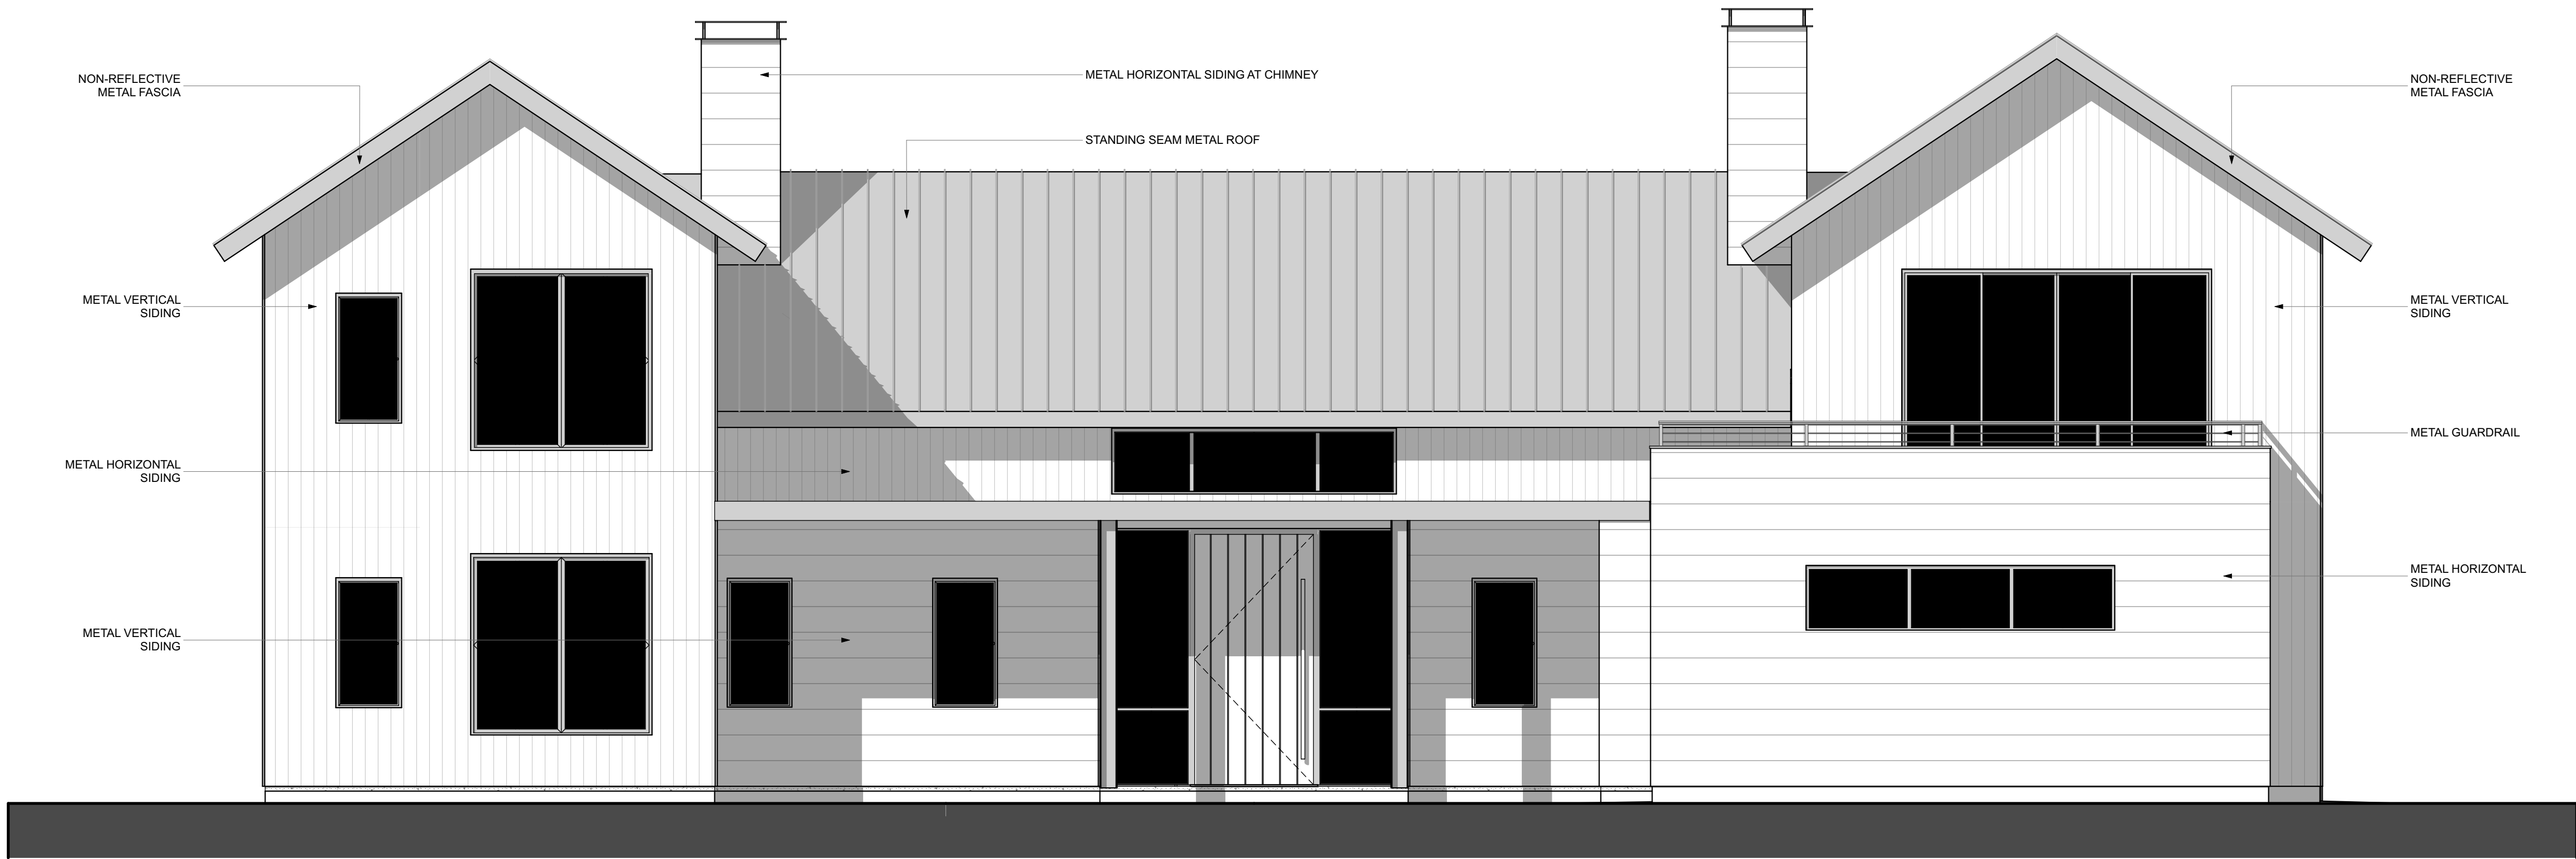 NON-REFLECTIVE
METAL FASCIA
METAL HORIZONTAL SIDING AT CHIMNEY
STANDING SEAM METAL ROOF
NON-REFLECTIVE
METAL FASCIA
METAL VERTICAL
SIDING
METAL VERTICAL
SIDING
METAL GUARDRAIL
METAL HORIZONTAL
SIDING
METAL HORIZONTAL
SIDING
METAL VERTICAL
SIDING